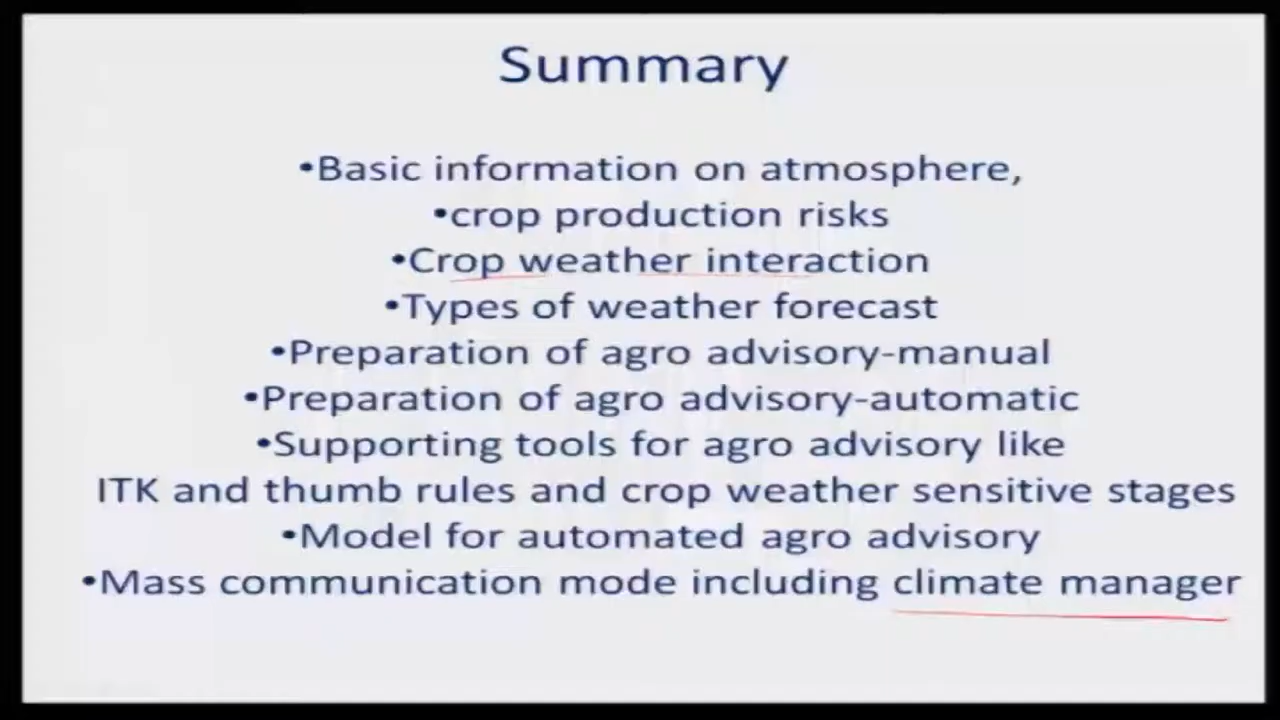 Summary
•Basic information on atmosphere,
•crop production risks
•Crop weather interaction
•Types of weather forecast
•Preparation of agro advisory-manual
•Preparation of agro advisory-automatic
•Supporting tools for agro advisory like
ITK and thumb rules and crop weather sensitive stages
•Model for automated agro advisory
•Mass communication mode including climate manager